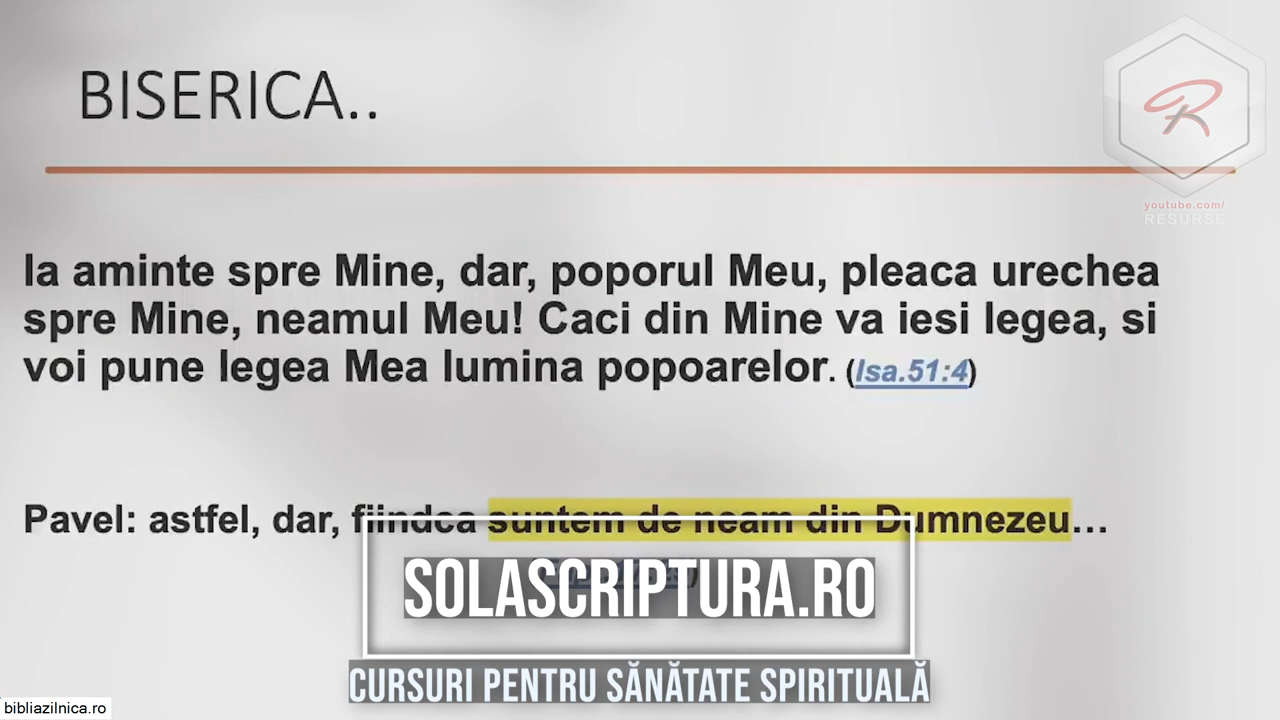 BISERICA..
R
youtube.com/
RESURSE
Ia aminte spre Mine, dar, poporul Meu, pleaca urechea
spre Mine, neamul Meu! Caci din Mine va iesi legea, si
voi pune legea Mea lumina popoarelor. (Isa.51:4)
Pavel: astfel, dar, fiindca suntem de neam din Dumnezeu…
SOLASCRIPTURA.RO
CURSURI PENTRU SĂNĂTATE SPIRITUALĂ
bibliazilnica.ro